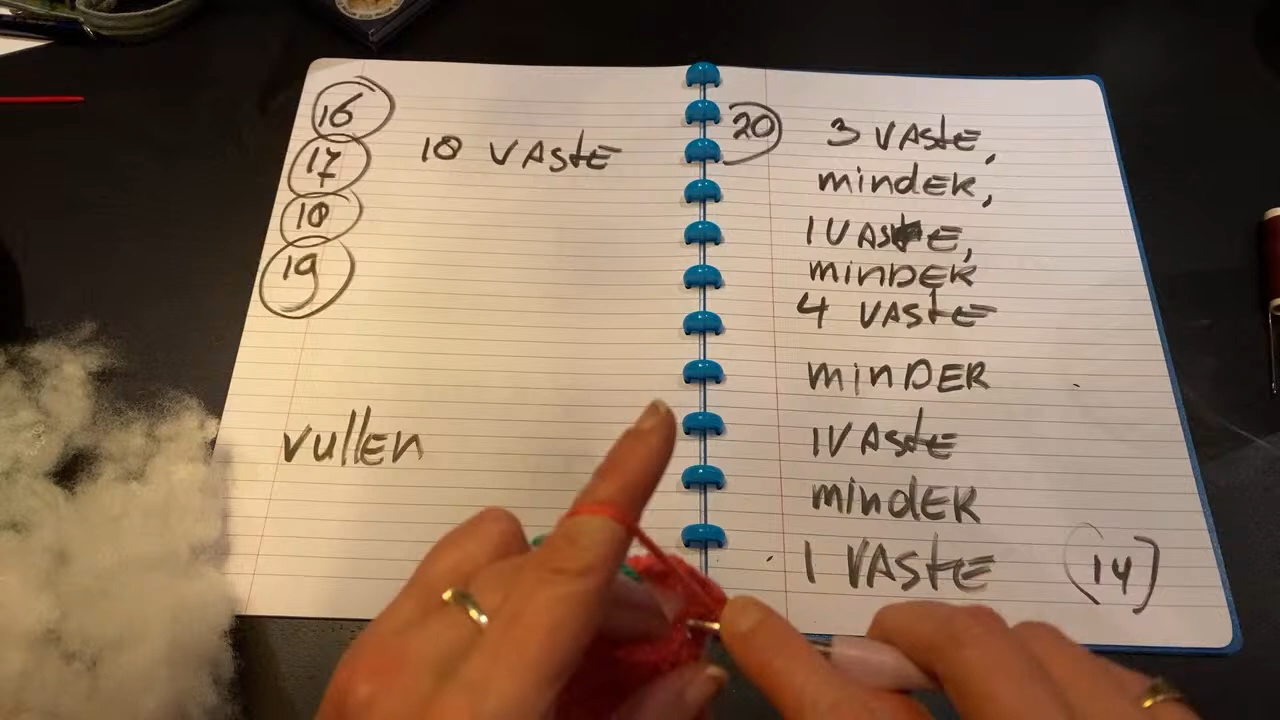 16
17 18 VASTE
18
19
VULLEN
20 3 VASTE,
mindER,
1 VASTE,
minDER
4 VASTE
minDER
1 VASTE
mindER
1 VASTE (14)